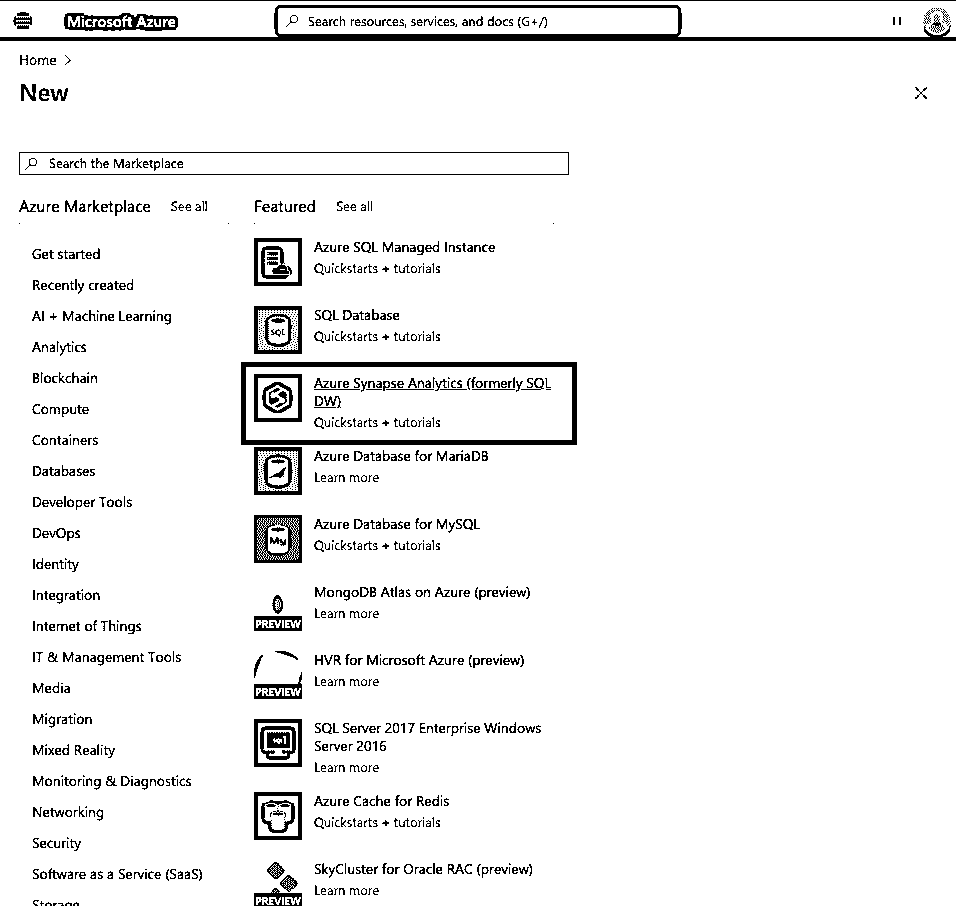 Microsoft Azure
Search resources, services, and docs (G+/)
Home >
New
Search the Marketplace
Azure Marketplace See all
Featured See all
Get started
Recently created
AI + Machine Learning
Analytics
Blockchain
Compute
Containers
Databases
Developer Tools
DevOps
Identity
Integration
Internet of Things
IT & Management Tools
Media
Migration
Mixed Reality
Monitoring & Diagnostics
Networking
Security
Software as a Service (SaaS)
Storage
Azure SQL Managed Instance
Quickstarts + tutorials
SQL
SQL Database
Quickstarts + tutorials
Azure Synapse Analytics (formerly SQL
DW)
Quickstarts + tutorials
Azure Database for MariaDB
Learn more
My
Azure Database for MySQL
Quickstarts + tutorials
MongoDB Atlas on Azure (preview)
Learn more
PREVIEW
HVR for Microsoft Azure (preview)
Learn more
PREVIEW
SQL Server 2017 Enterprise Windows
Server 2016
Learn more
Azure Cache for Redis
Quickstarts + tutorials
SkyCluster for Oracle RAC (preview)
Learn more
PREVIEW